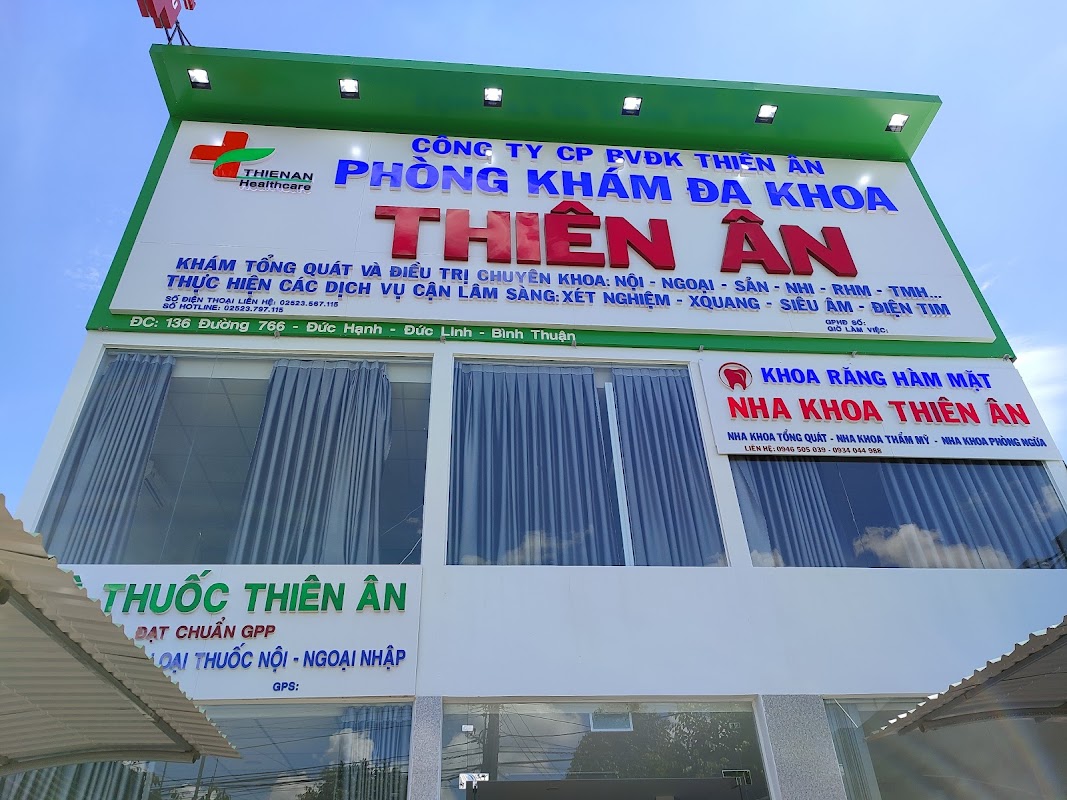 THIENAN
Healthcare
CÔNG TY CP BVĐK THIÊN ÂN
PHÒNG KHÁM ĐA KHOA
THIÊN ÂN
KHÁM TỔNG QUÁT VÀ ĐIỀU TRỊ CHUYÊN KHOA: NỘI - NGOẠI - SẢN - NHI - RHM - TMH...
THỰC HIỆN CÁC DỊCH VỤ CẬN LÂM SÀNG: XÉT NGHIỆM - XQUANG - SIÊU ÂM - ĐIỆN TIM
SỐ ĐIỆN THOẠI LIÊN HỆ: 02523.567.115
SỐ HOTLINE: 02523.797.115
GPHĐ SỐ:
GIỜ LÀM VIỆC:
ĐC: 136 Đường 766 - Đức Hạnh - Đức Linh - Bình Thuận
KHOA RĂNG HÀM MẶT
NHA KHOA THIÊN ÂN
NHA KHOA TỔNG QUÁT - NHA KHOA THẨM MỸ - NHA KHOA PHÒNG NGỪA
LIÊN HỆ: 0946 505 039 - 0934 044 988
THUỐC THIÊN ÂN
ĐẠT CHUẨN GPP
LOẠI THUỐC NỘI - NGOẠI NHẬP
GPS: